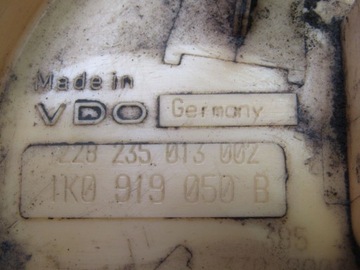 Made in
VDO Germany
228 235 013 002
1K0 919 050 B